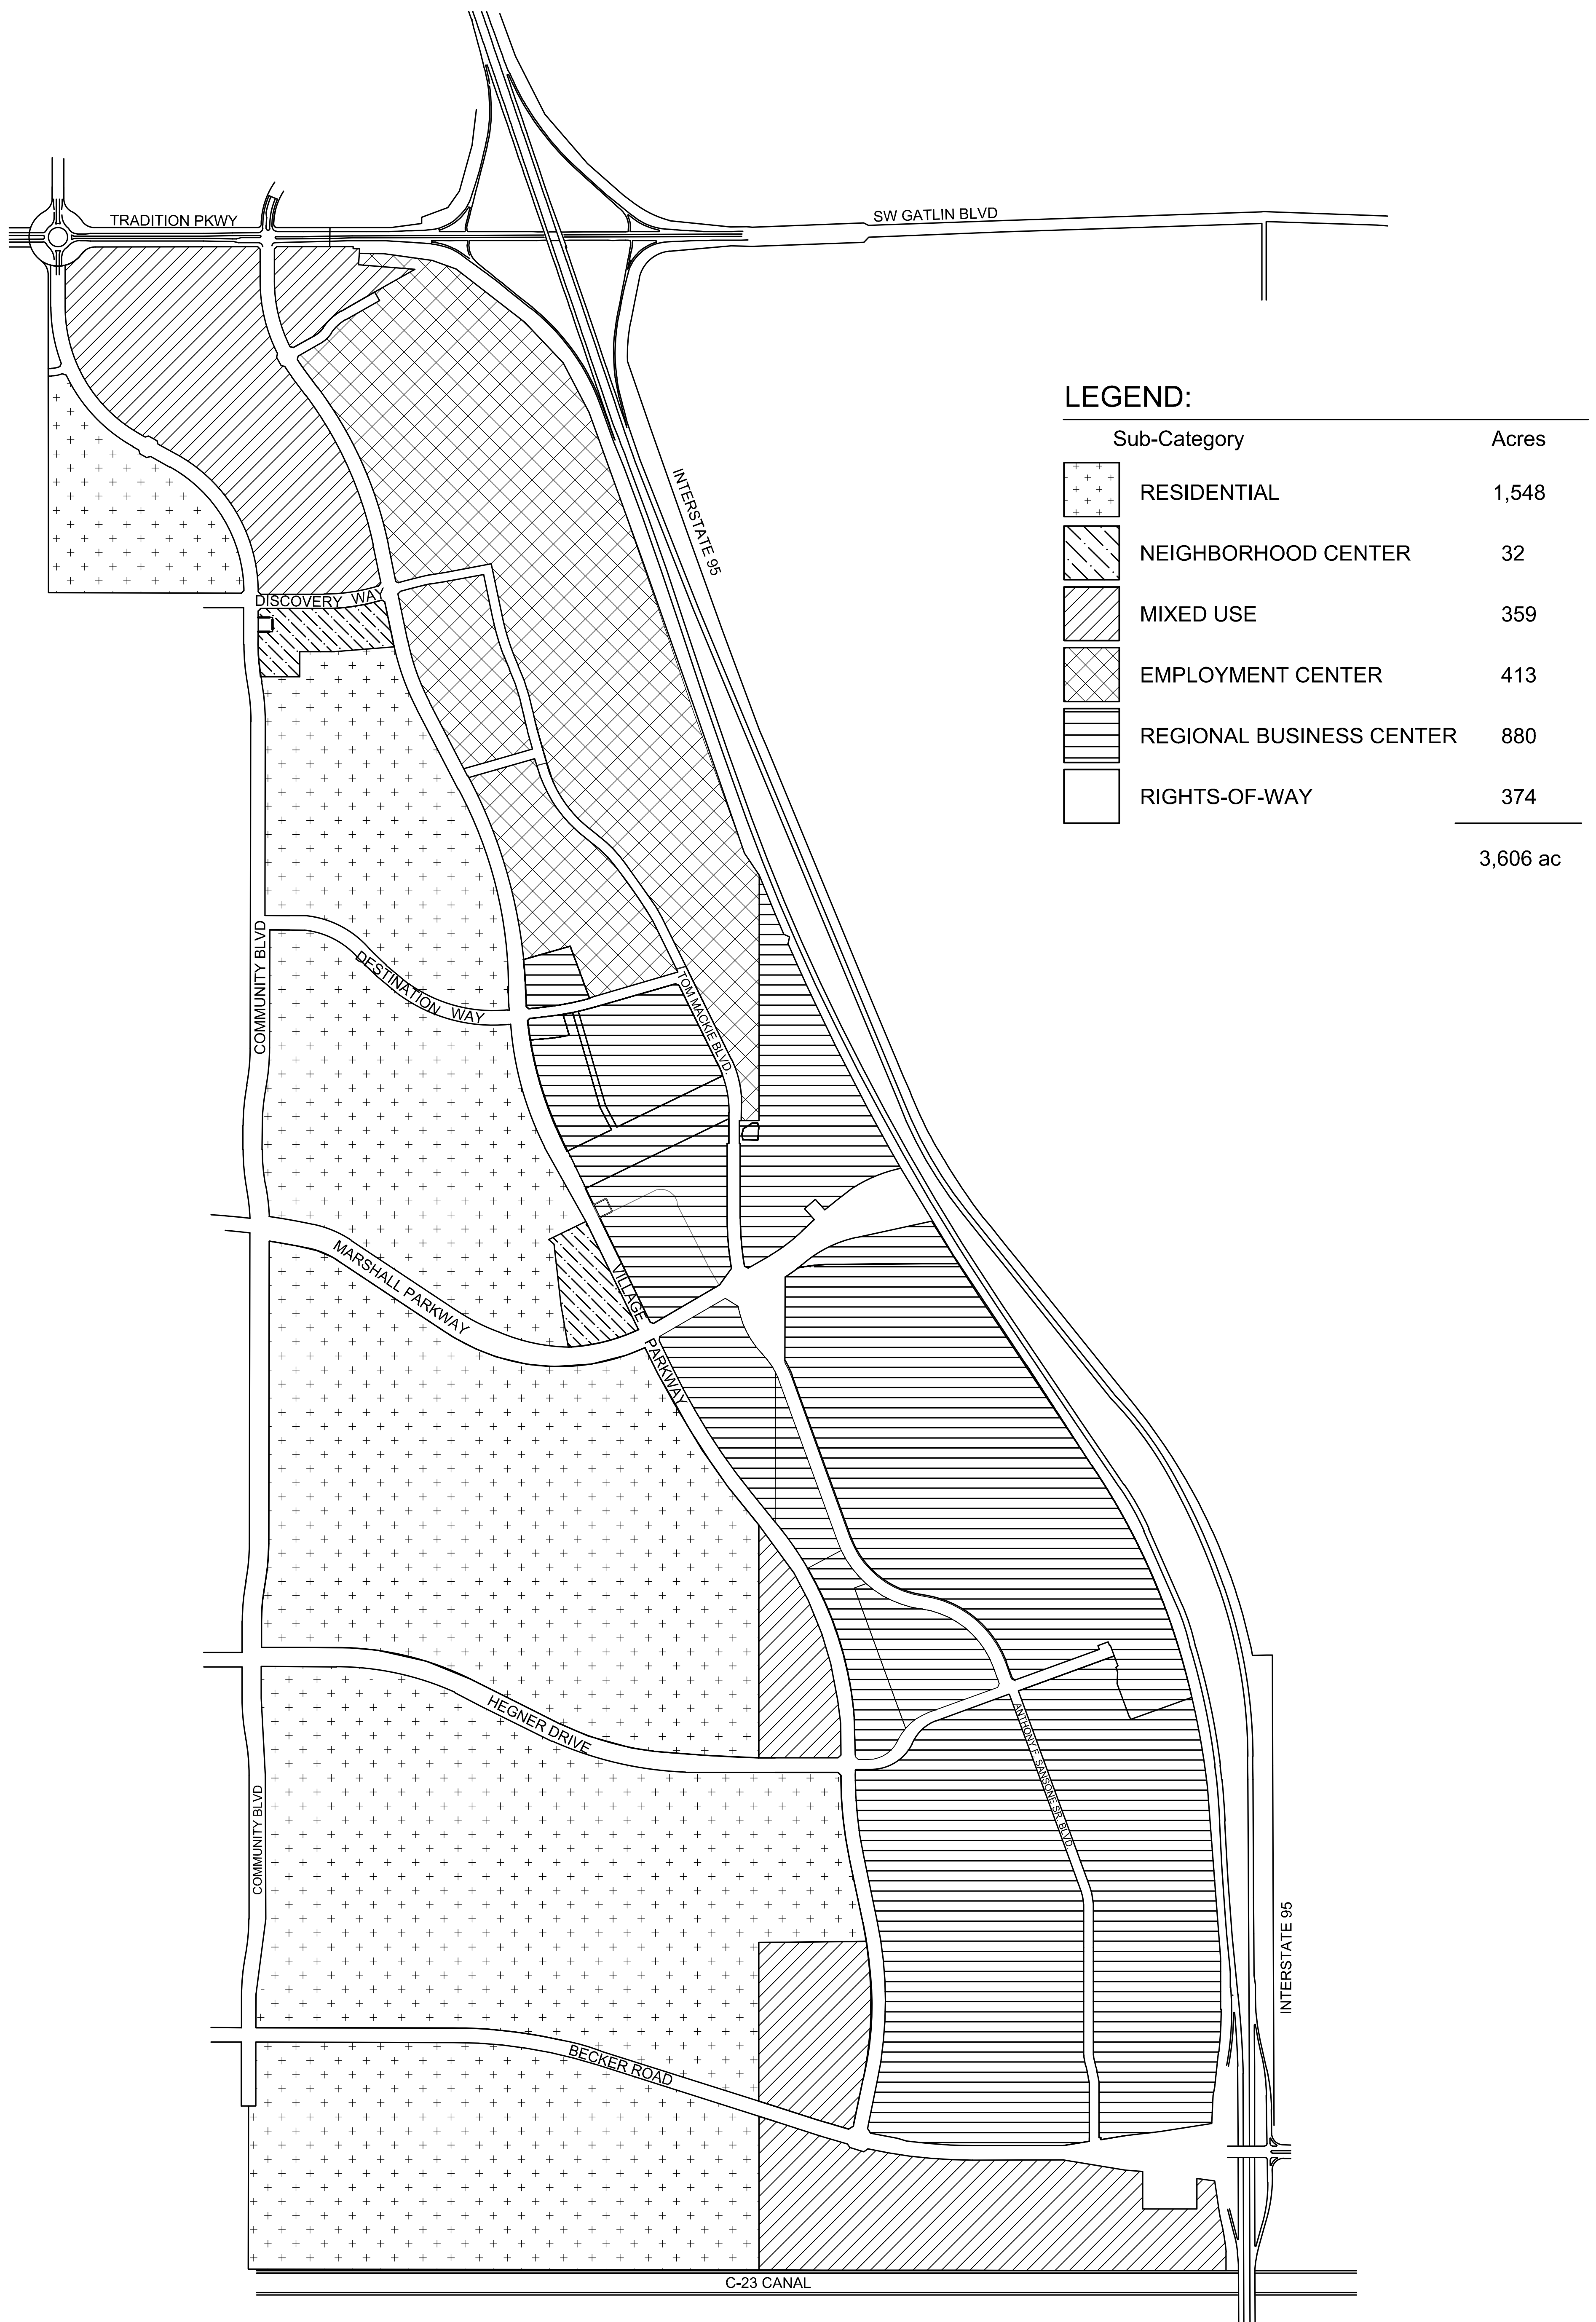 TRADITION PKWY
SW GATLIN BLVD
INTERSTATE 95
LEGEND:
Sub-Category Acres
RESIDENTIAL 1,548
NEIGHBORHOOD CENTER 32
MIXED USE 359
EMPLOYMENT CENTER 413
REGIONAL BUSINESS CENTER 880
RIGHTS-OF-WAY 374
3,606 ac
DISCOVERY WAY
COMMUNITY BLVD
DESTINATION WAY
TOM MACKIE BLVD.
MARSHALL PARKWAY
VILLAGE PARKWAY
HEGNER DRIVE
ANTHONY F. SANSONE SR. BLVD
COMMUNITY BLVD
INTERSTATE 95
BECKER ROAD
C-23 CANAL